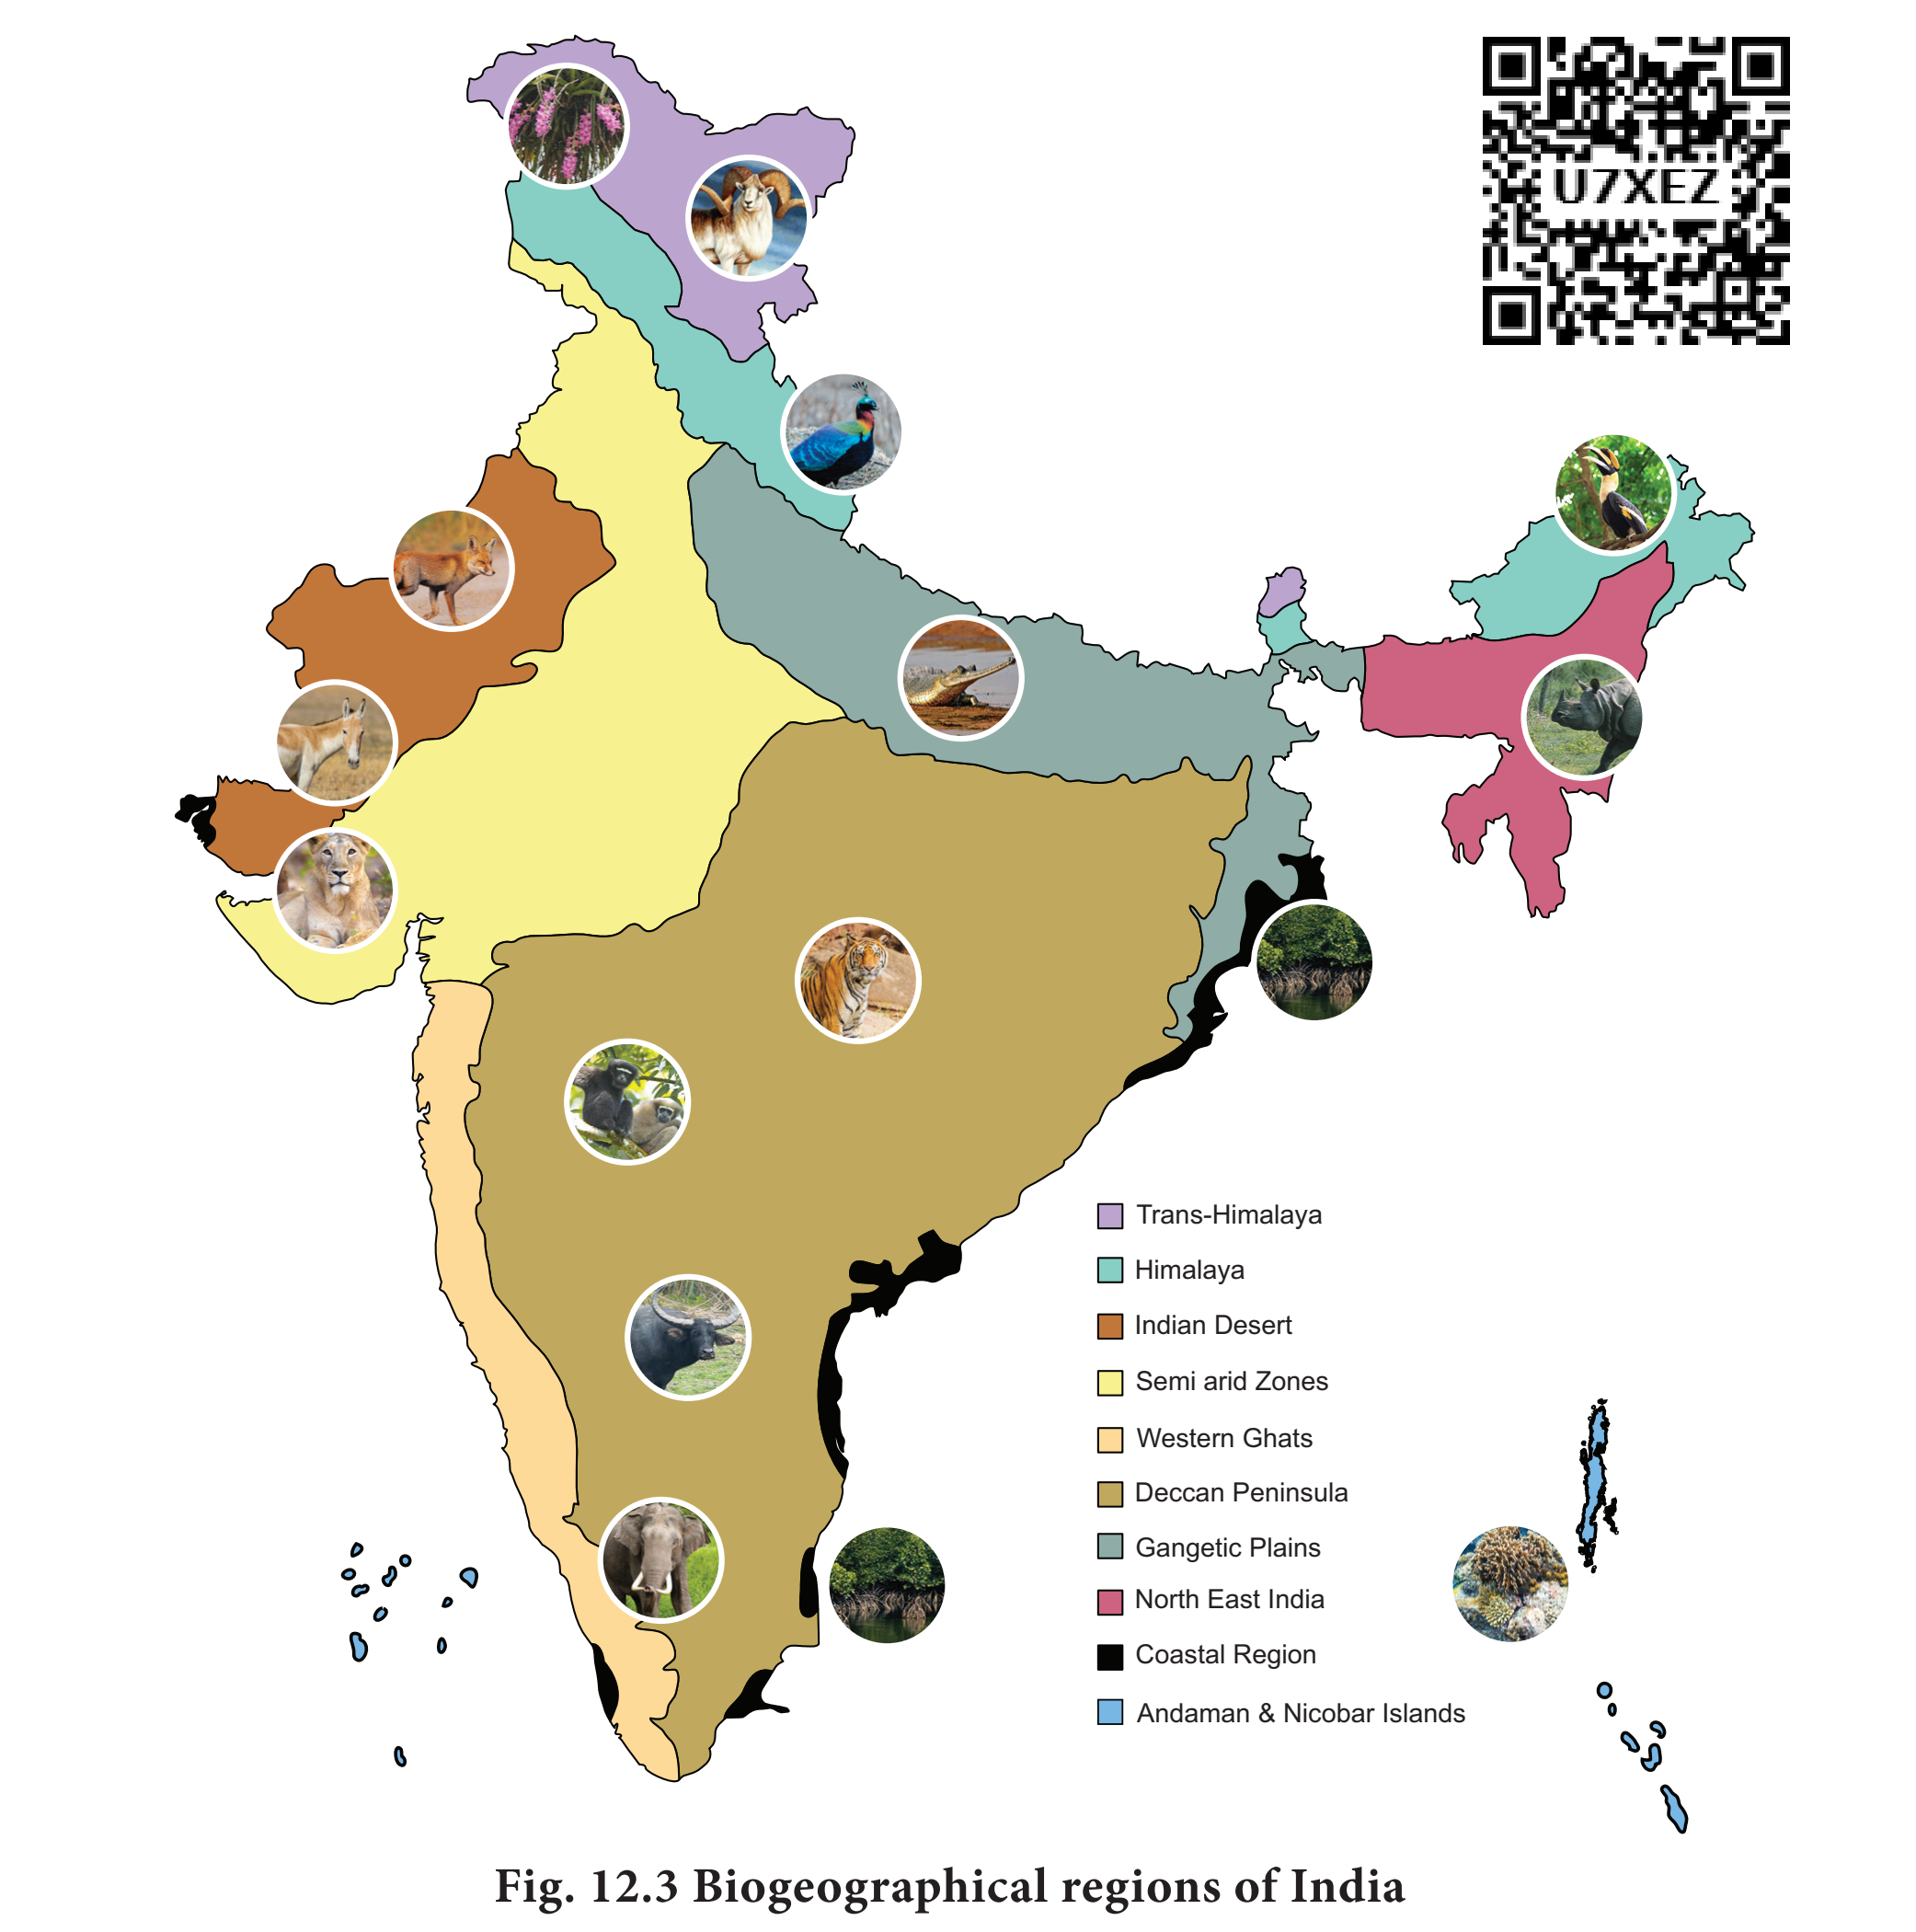 U7XEZ
Trans-Himalaya
Himalaya
Indian Desert
Semi arid Zones
Western Ghats
Deccan Peninsula
Gangetic Plains
North East India
Coastal Region
Andaman & Nicobar Islands
Fig. 12.3 Biogeographical regions of India